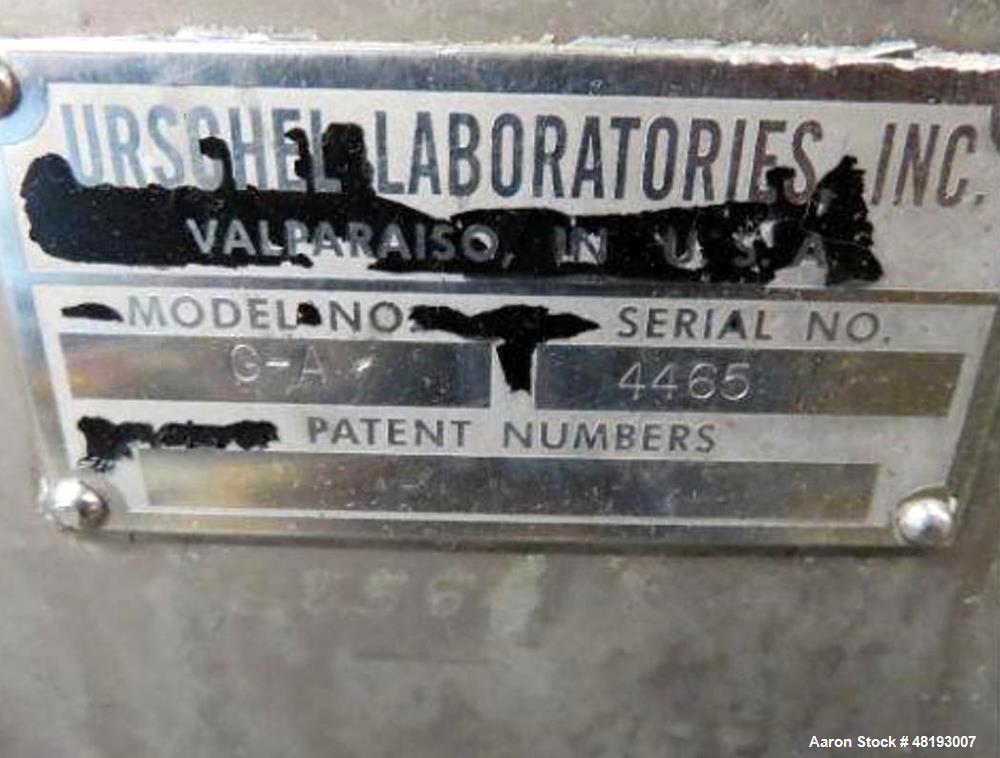 URSCHEL LABORATORIES, INC.
VALPARAISO, IN U.S.A.
MODEL NO. SERIAL NO.
G-A 4465
PATENT NUMBERS
Aaron Stock # 48193007